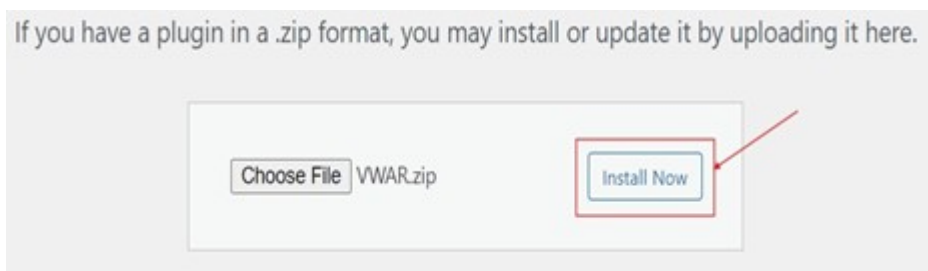 If you have a plugin in a .zip format, you may install or update it by uploading it here.
Choose File VWAR.zip
Install Now